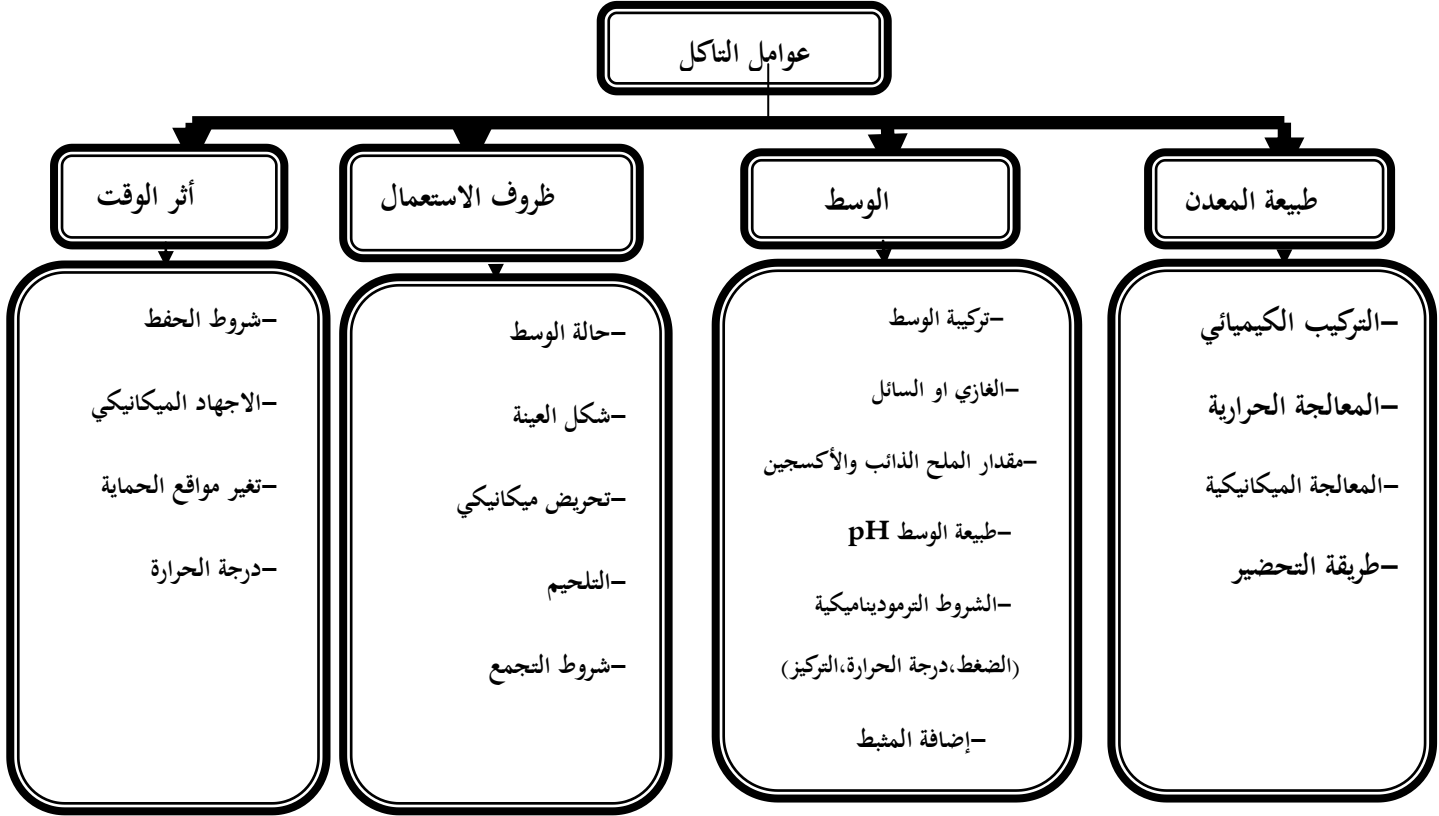 عوامل التاكل
طبيعة المعدن
الوسط
ظروف الاستعمال
أثر الوقت
–التركيب الكيميائي
–المعالجة الحرارية
–المعالجة الميكانيكية
–طريقة التحضير
–تركيبة الوسط
–الغازي او السائل
–مقدار الملح الذائب والأكسجين
–طبيعة الوسط pH
–الشروط الترموديناميكية
(الضغط،درجة الحرارة،التركيز)
–إضافة المثبط
–حالة الوسط
–شكل العينة
–تحريض ميكانيكي
–التلحيم
–شروط التجمع
–شروط الحفط
–الاجهاد الميكانيكي
–تغير مواقع الحماية
–درجة الحرارة